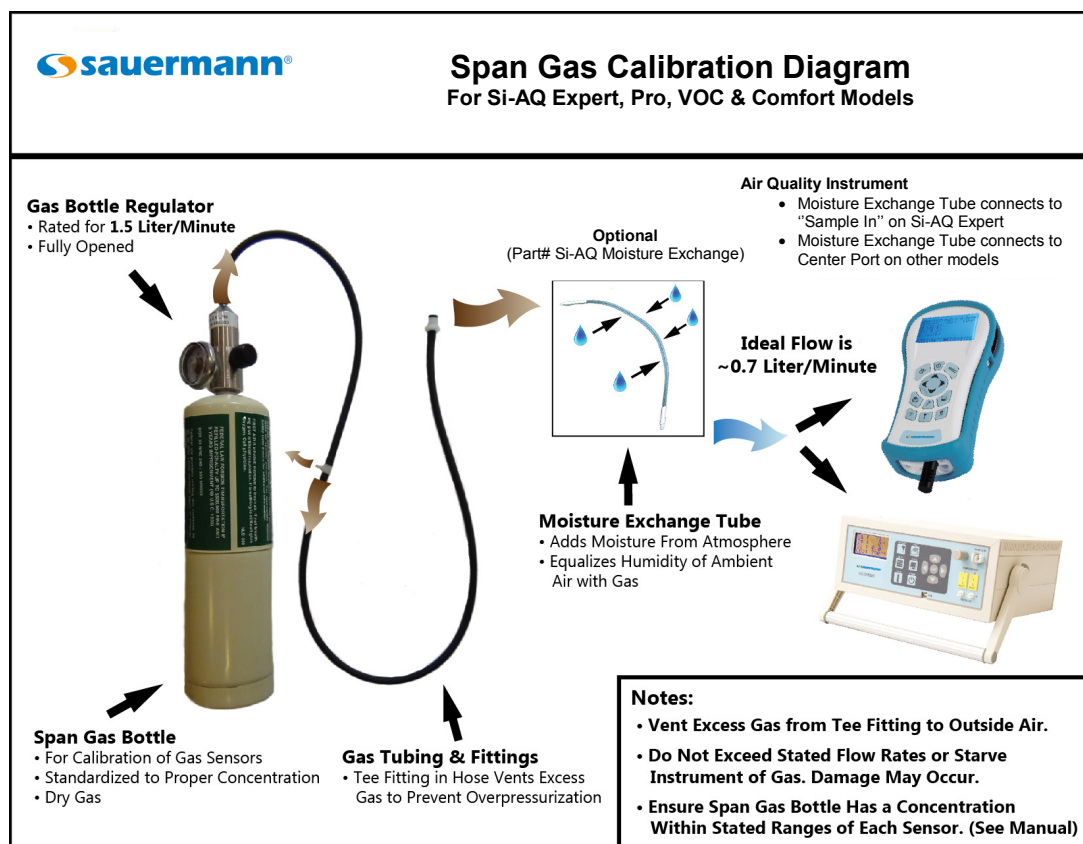 sauermann®
Span Gas Calibration Diagram
For Si-AQ Expert, Pro, VOC & Comfort Models
Gas Bottle Regulator
• Rated for 1.5 Liter/Minute
• Fully Opened
Optional
(Part# Si-AQ Moisture Exchange)
Air Quality Instrument
• Moisture Exchange Tube connects to
‘‘Sample In’’ on Si-AQ Expert
• Moisture Exchange Tube connects to
Center Port on other models
Ideal Flow is
~0.7 Liter/Minute
Moisture Exchange Tube
• Adds Moisture From Atmosphere
• Equalizes Humidity of Ambient
Air with Gas
Span Gas Bottle
• For Calibration of Gas Sensors
• Standardized to Proper Concentration
• Dry Gas
Gas Tubing & Fittings
• Tee Fitting in Hose Vents Excess
Gas to Prevent Overpressurization
sauermann
sauermann
Notes:
• Vent Excess Gas from Tee Fitting to Outside Air.
• Do Not Exceed Stated Flow Rates or Starve
Instrument of Gas. Damage May Occur.
• Ensure Span Gas Bottle Has a Concentration
Within Stated Ranges of Each Sensor. (See Manual)